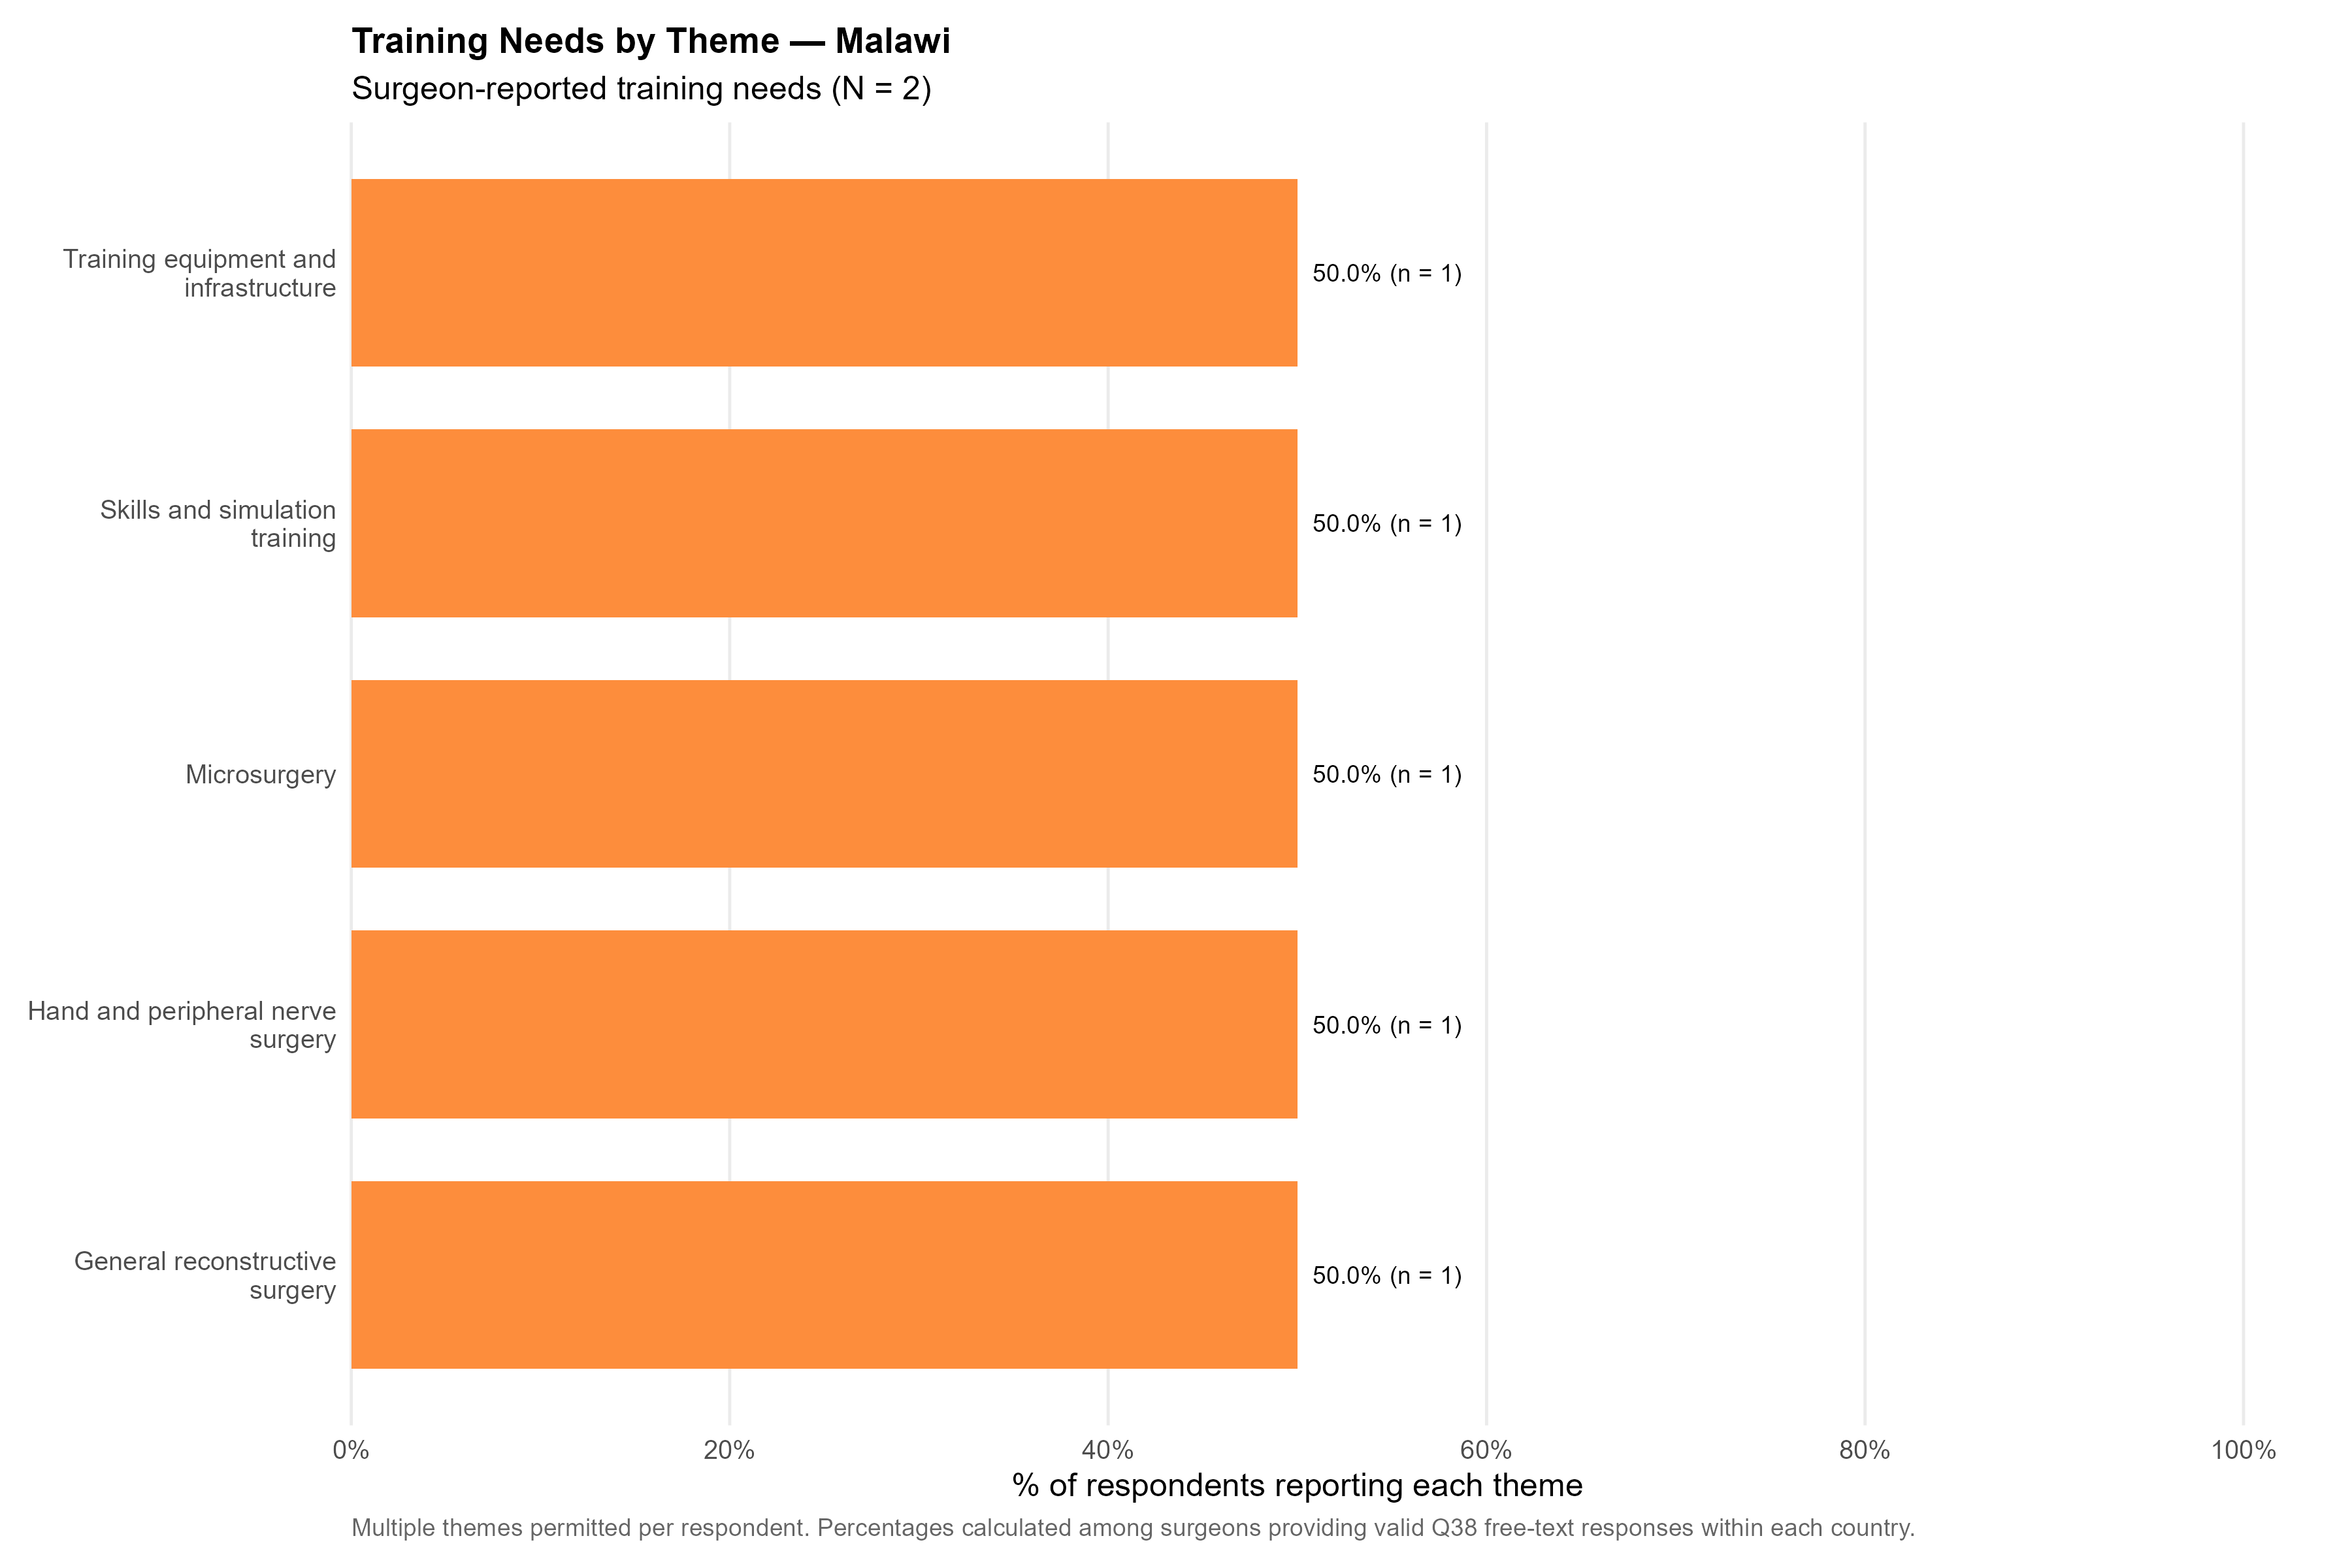 Training Needs by Theme — Malawi
Surgeon-reported training needs (N = 2)
Training equipment and
infrastructure
50.0% (n = 1)
Skills and simulation
training
50.0% (n = 1)
Microsurgery
50.0% (n = 1)
Hand and peripheral nerve
surgery
50.0% (n = 1)
General reconstructive
surgery
50.0% (n = 1)
0% 20% 40% 60% 80% 100%
% of respondents reporting each theme
Multiple themes permitted per respondent. Percentages calculated among surgeons providing valid Q38 free-text responses within each country.